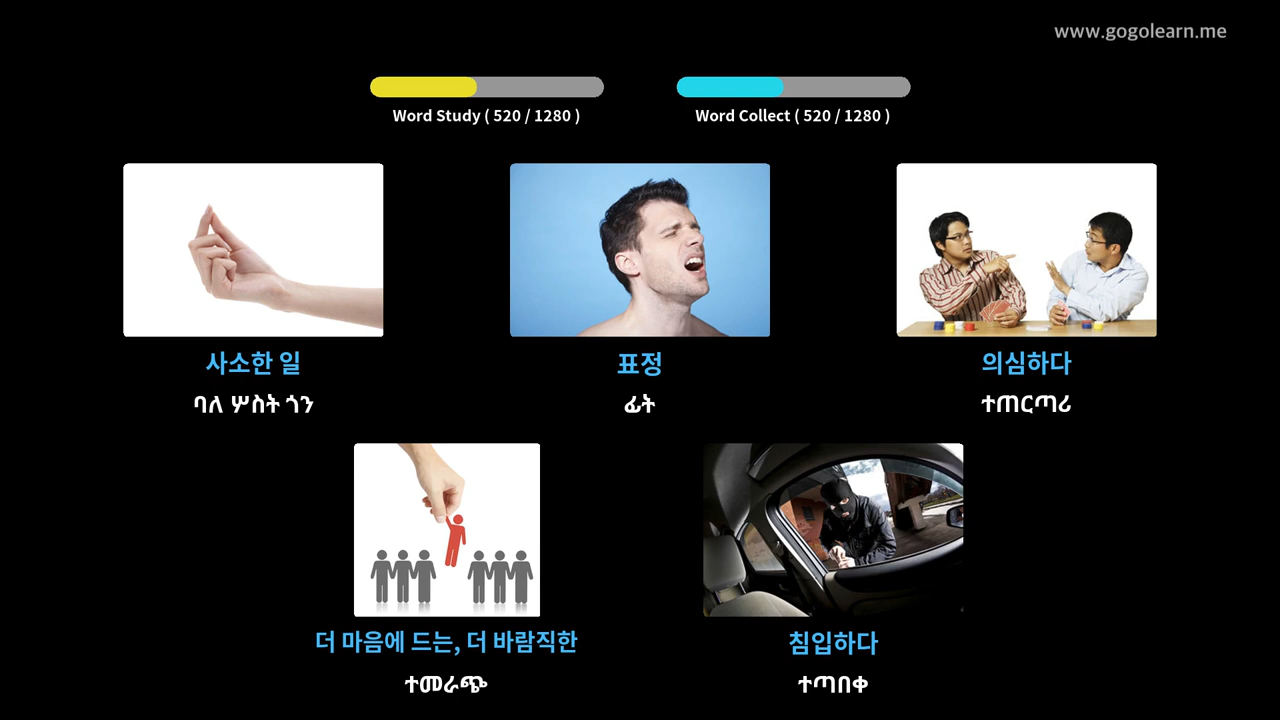 www.gogolearn.me
Word Study ( 520 / 1280 )
Word Collect ( 520 / 1280 )
사소한 일
ባለ ሦስት ጎን
표정
ፊት
의심하다
ተጠርጣሪ
더 마음에 드는, 더 바람직한
ተመራጭ
침입하다
ተጣበቀ